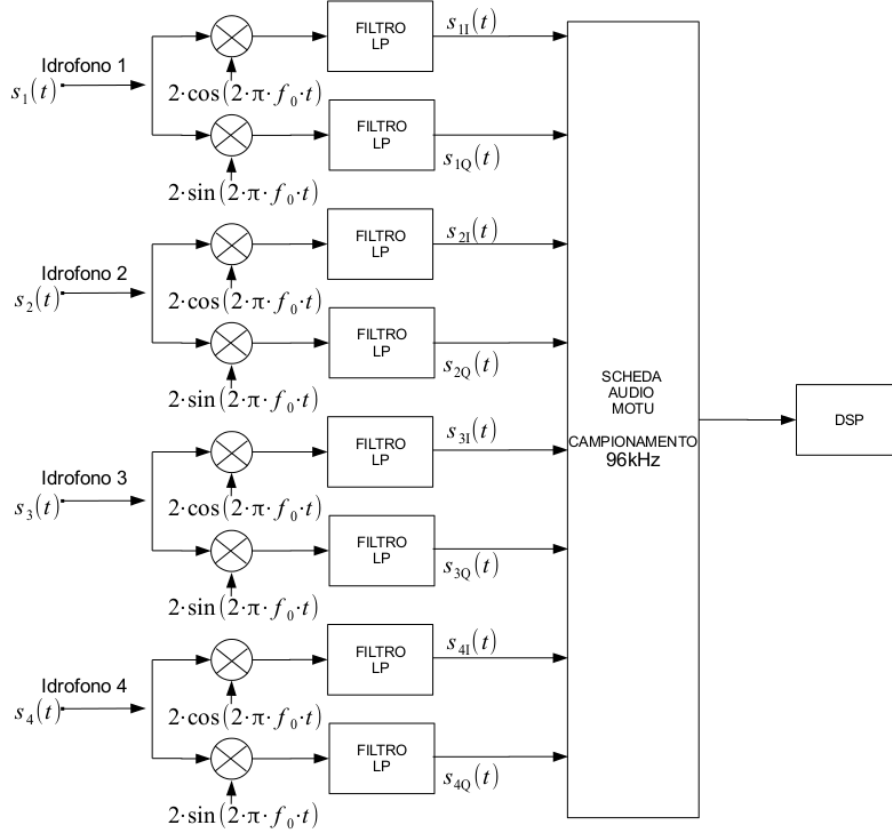 Idrofono 1
s₁(t)
2·cos(2·π·f₀·t)
FILTRO
LP
s₁I(t)
2·sin(2·π·f₀·t)
FILTRO
LP
s₁Q(t)
Idrofono 2
s₂(t)
2·cos(2·π·f₀·t)
FILTRO
LP
s₂I(t)
2·sin(2·π·f₀·t)
FILTRO
LP
s₂Q(t)
Idrofono 3
s₃(t)
2·cos(2·π·f₀·t)
FILTRO
LP
s₃I(t)
2·sin(2·π·f₀·t)
FILTRO
LP
s₃Q(t)
Idrofono 4
s₄(t)
2·cos(2·π·f₀·t)
FILTRO
LP
s₄I(t)
2·sin(2·π·f₀·t)
FILTRO
LP
s₄Q(t)
SCHEDA
AUDIO
MOTU
CAMPIONAMENTO
96kHz
DSP